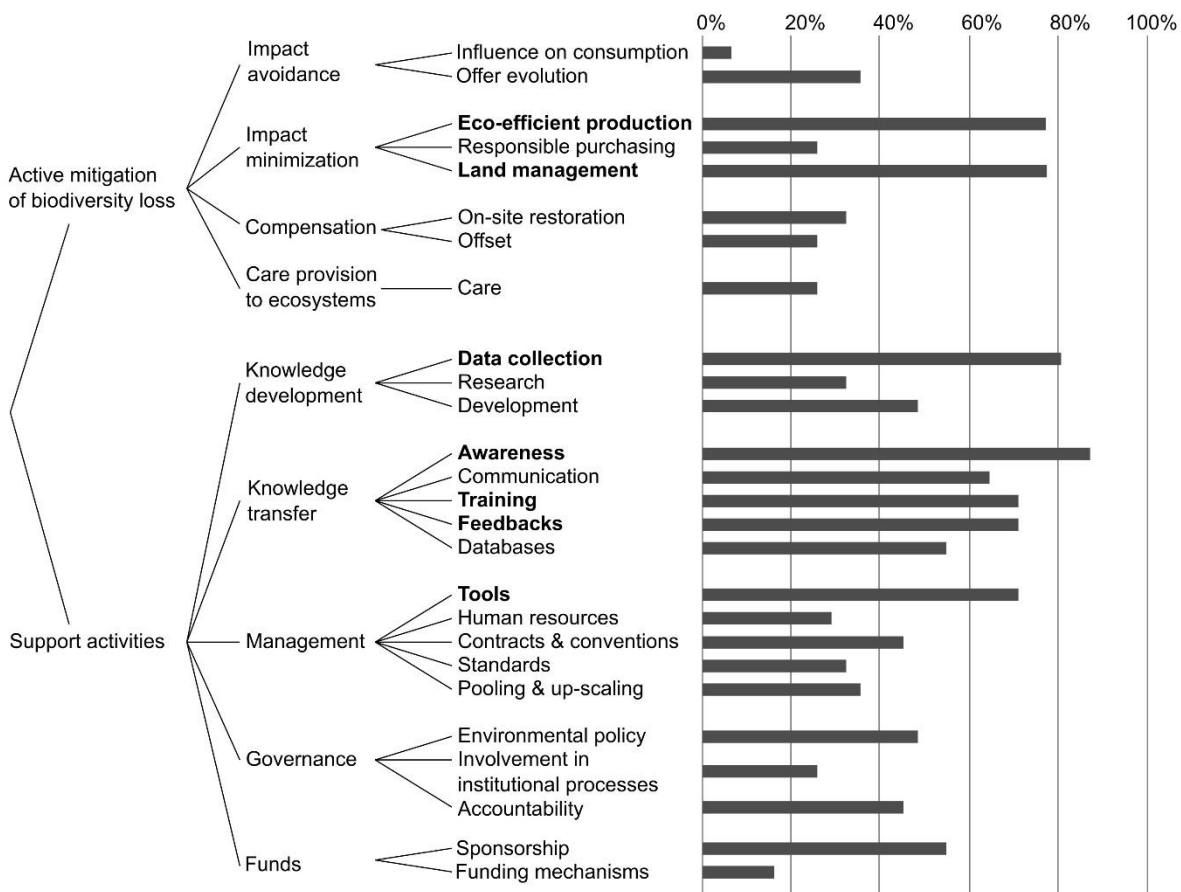 0% 20% 40% 60% 80% 100%
Impact
avoidance
Influence on consumption
Offer evolution
Impact
minimization
Eco-efficient production
Responsible purchasing
Land management
Active mitigation
of biodiversity loss
Compensation
On-site restoration
Offset
Care provision
to ecosystems
Care
Knowledge
development
Data collection
Research
Development
Knowledge
transfer
Awareness
Communication
Training
Feedbacks
Databases
Support activities
Management
Tools
Human resources
Contracts & conventions
Standards
Pooling & up-scaling
Governance
Environmental policy
Involvement in
institutional processes
Accountability
Funds
Sponsorship
Funding mechanisms